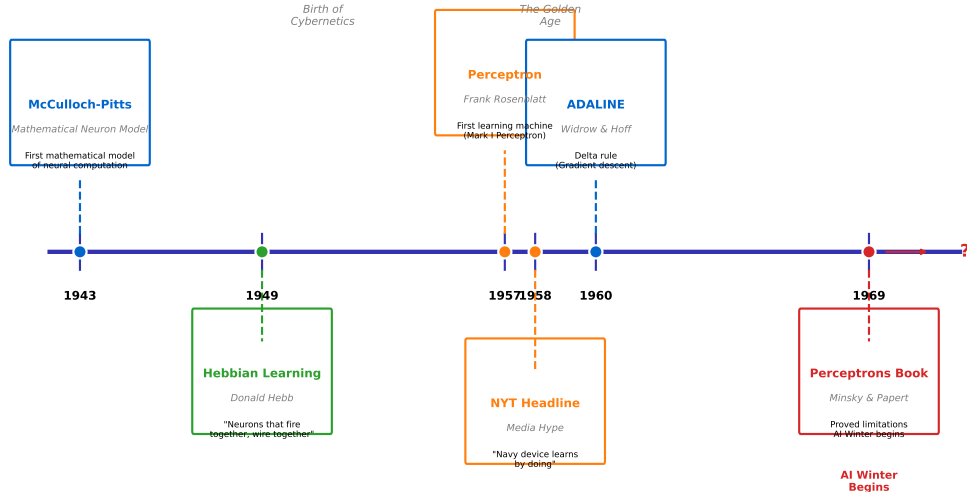 Birth of
Cybernetics
The Golden
Age
McCulloch-Pitts
Mathematical Neuron Model
First mathematical model
of neural computation
Perceptron
Frank Rosenblatt
First learning machine
(Mark I Perceptron)
ADALINE
Widrow & Hoff
Delta rule
(Gradient descent)
?
1943
1949
1957
1958
1960
1969
Hebbian Learning
Donald Hebb
"Neurons that fire
together, wire together"
NYT Headline
Media Hype
"Navy device learns
by doing"
Perceptrons Book
Minsky & Papert
Proved limitations
AI Winter begins
AI Winter
Begins